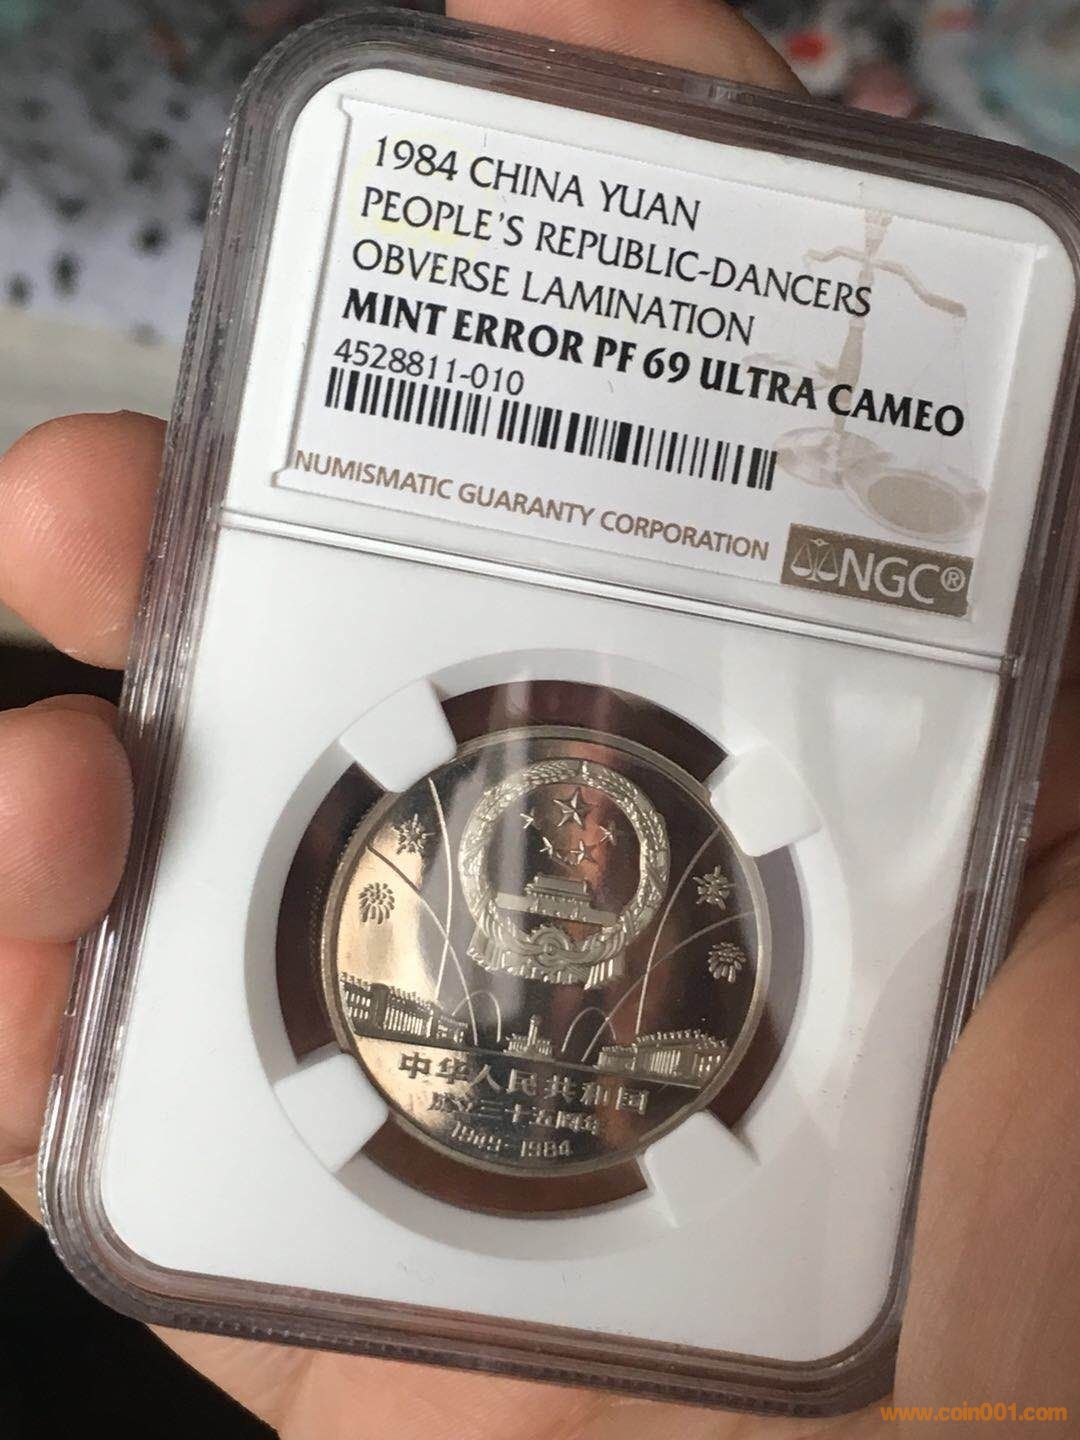 1984 CHINA YUAN
PEOPLE'S REPUBLIC-DANCERS
OBVERSE LAMINATION
MINT ERROR PF 69 ULTRA CAMEO
4528811-010
NUMISMATIC GUARANTY CORPORATION
NGC®
中华人民共和国
成立三十五周年
1949-1984
www.coin001.com